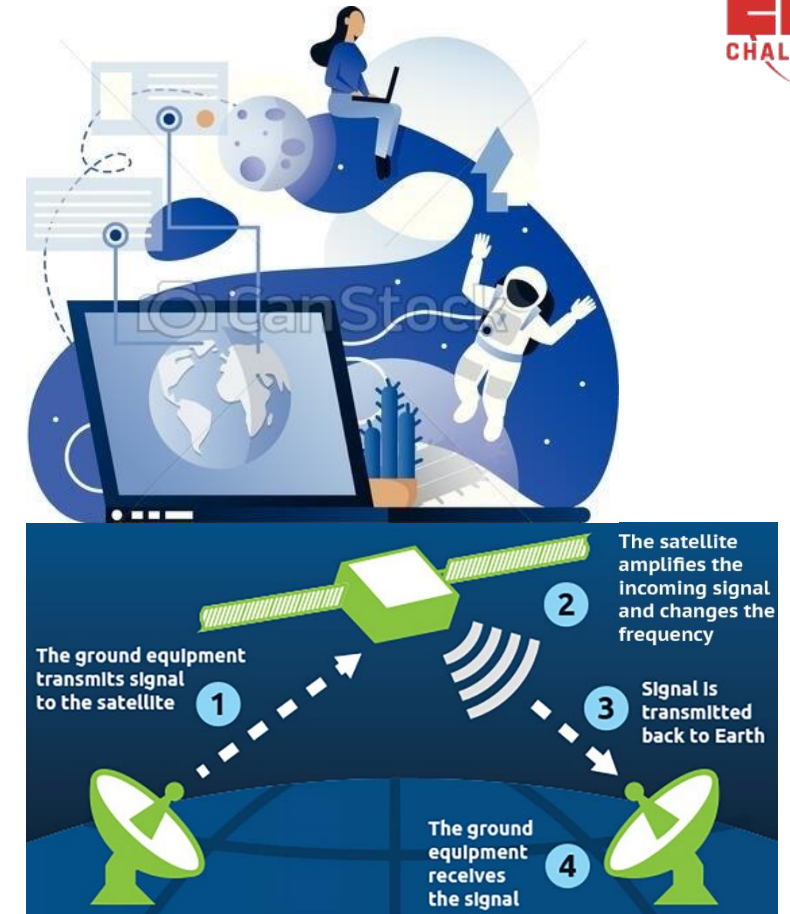 CHAL
CanStock
The satellite
amplifies the
incoming signal
and changes the
frequency
2
The ground equipment
transmits signal
to the satellite
1
3
Signal is
transmitted
back to Earth
The ground
equipment
receives
the signal
4